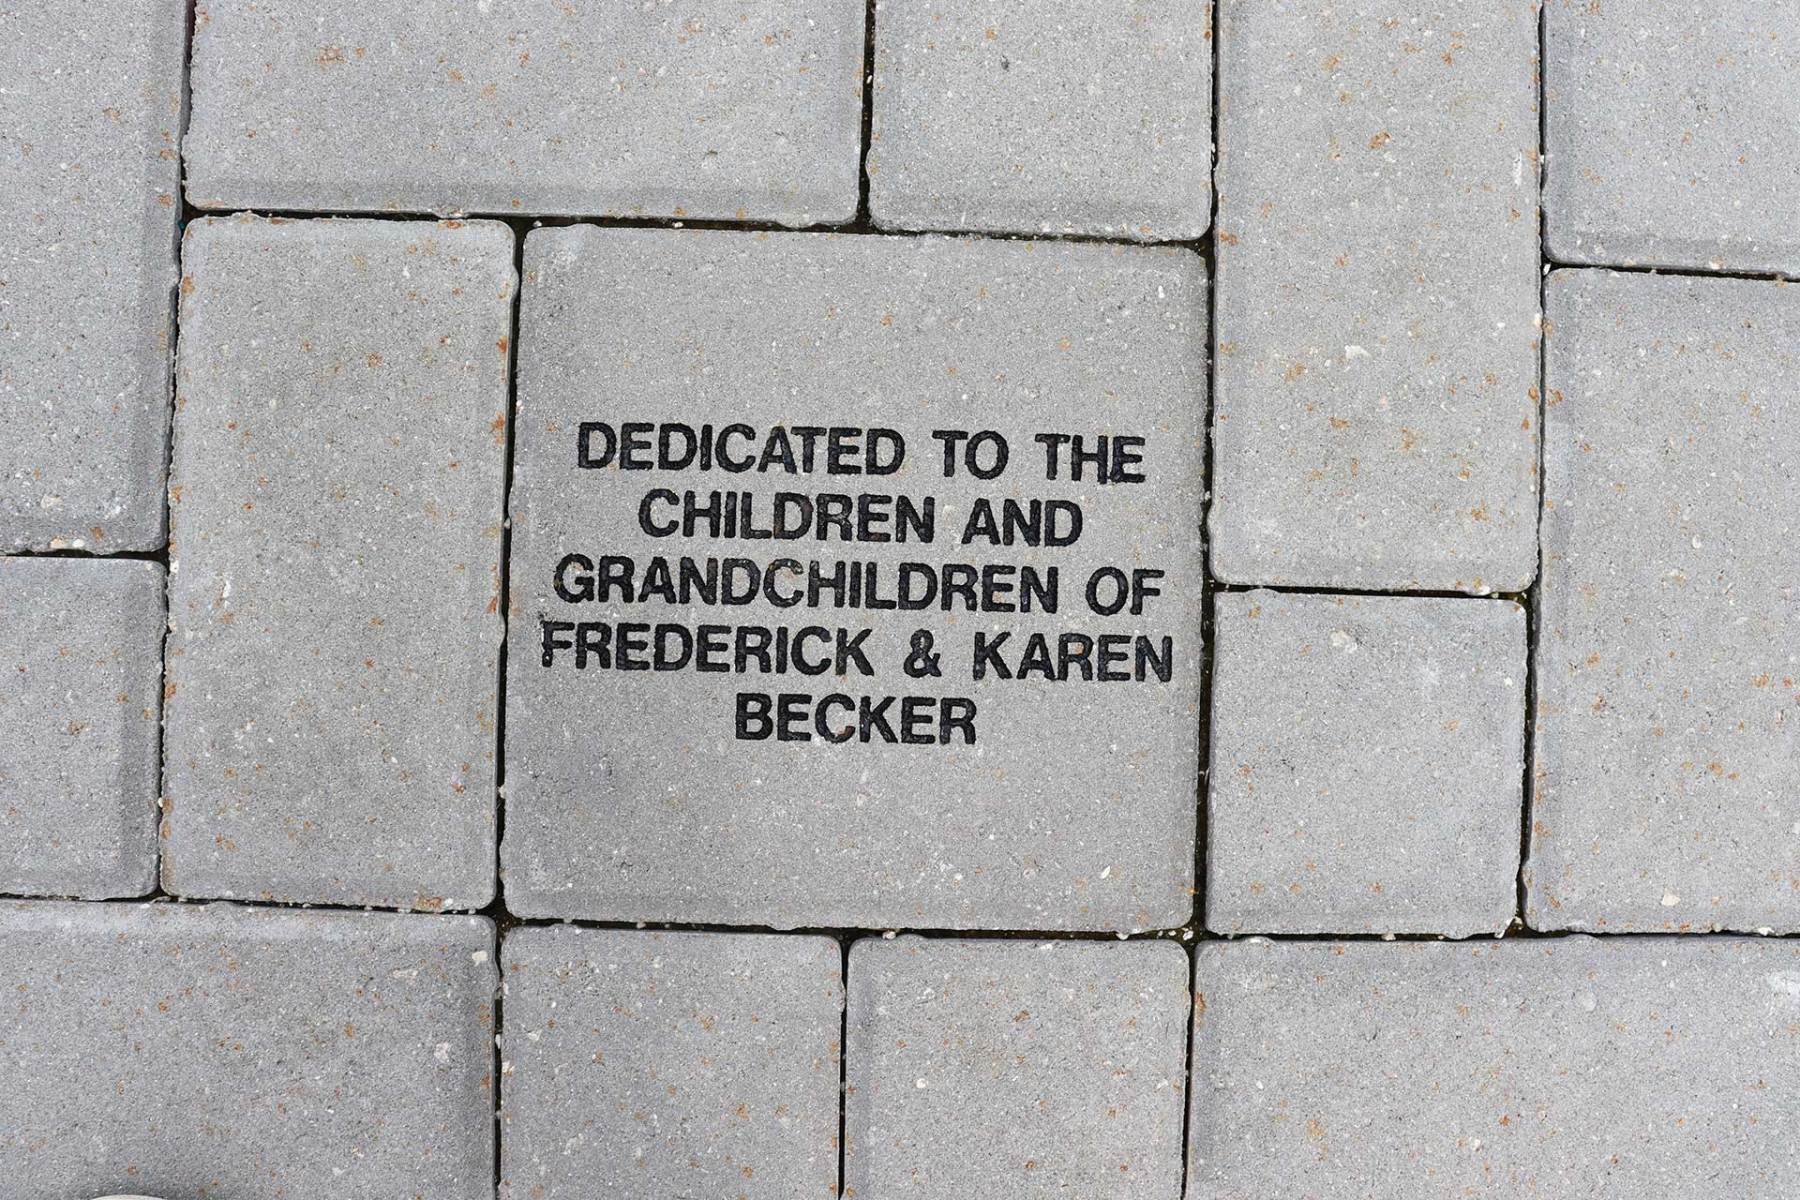 DEDICATED TO THE
CHILDREN AND
GRANDCHILDREN OF
FREDERICK & KAREN
BECKER